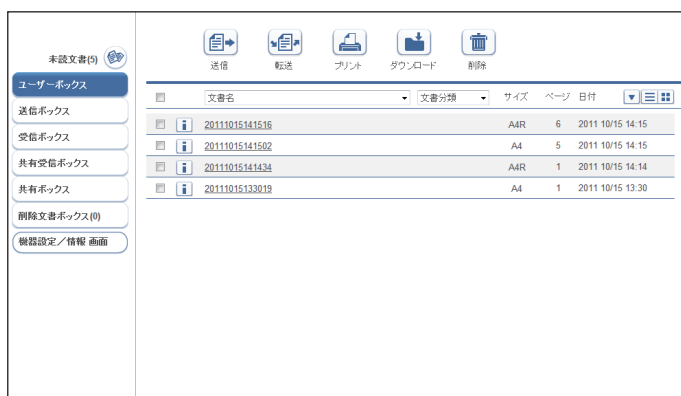 未読文書(5)
ユーザーボックス
送信ボックス
受信ボックス
共有受信ボックス
共有ボックス
削除文書ボックス(0)
機器設定／情報 画面
送信 転送 プリント ダウンロード 削除
文書名 文書分類 サイズ ページ 日付
20111015141516 A4R 6 2011 10/15 14:15
20111015141502 A4 5 2011 10/15 14:15
20111015141434 A4R 1 2011 10/15 14:14
20111015133019 A4 1 2011 10/15 13:30